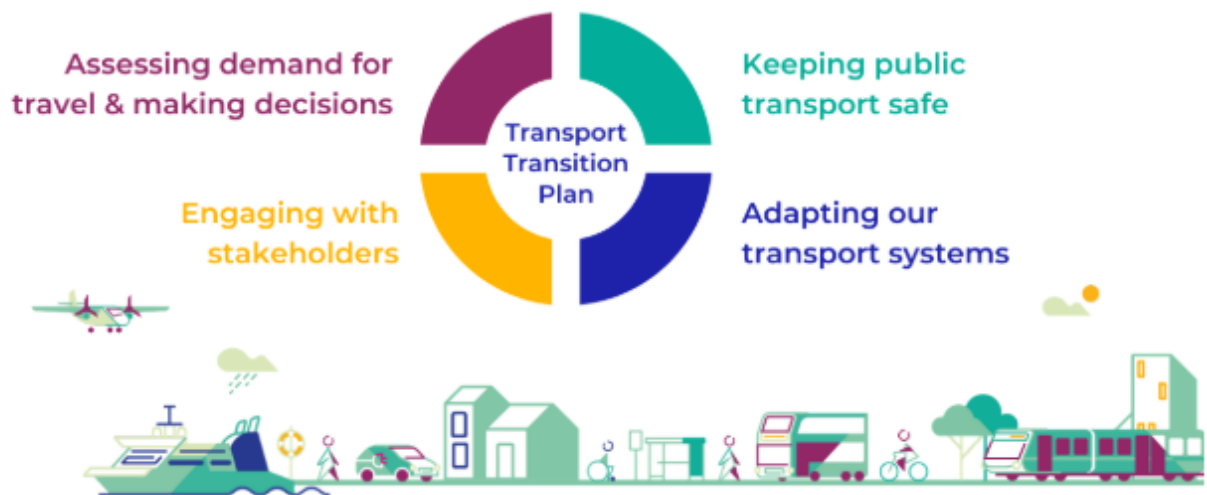 Assessing demand for
travel & making decisions
Keeping public
transport safe
Transport
Transition
Plan
Engaging with
stakeholders
Adapting our
transport systems